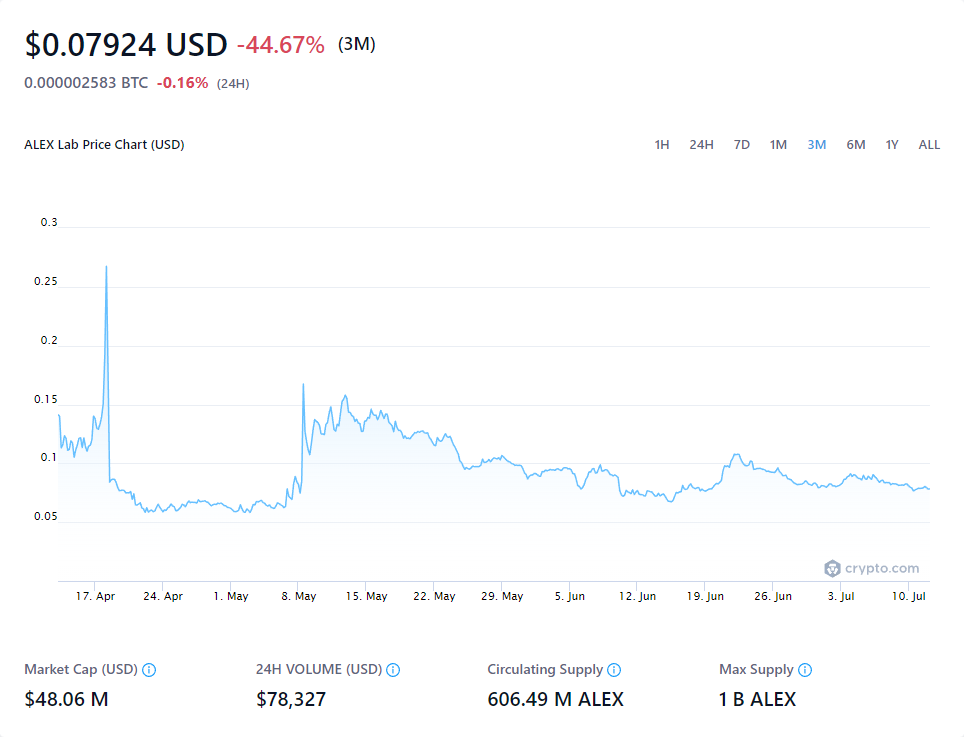 $0.07924 USD -44.67% (3M)
0.000002583 BTC -0.16% (24H)
ALEX Lab Price Chart (USD) 1H 24H 7D 1M 3M 6M 1Y ALL
0.3
0.25
0.2
0.15
0.1
0.05
crypto.com
17. Apr 24. Apr 1. May 8. May 15. May 22. May 29. May 5. Jun 12. Jun 19. Jun 26. Jun 3. Jul 10. Jul
Market Cap (USD) 24H VOLUME (USD) Circulating Supply Max Supply
$48.06 M $78,327 606.49 M ALEX 1 B ALEX